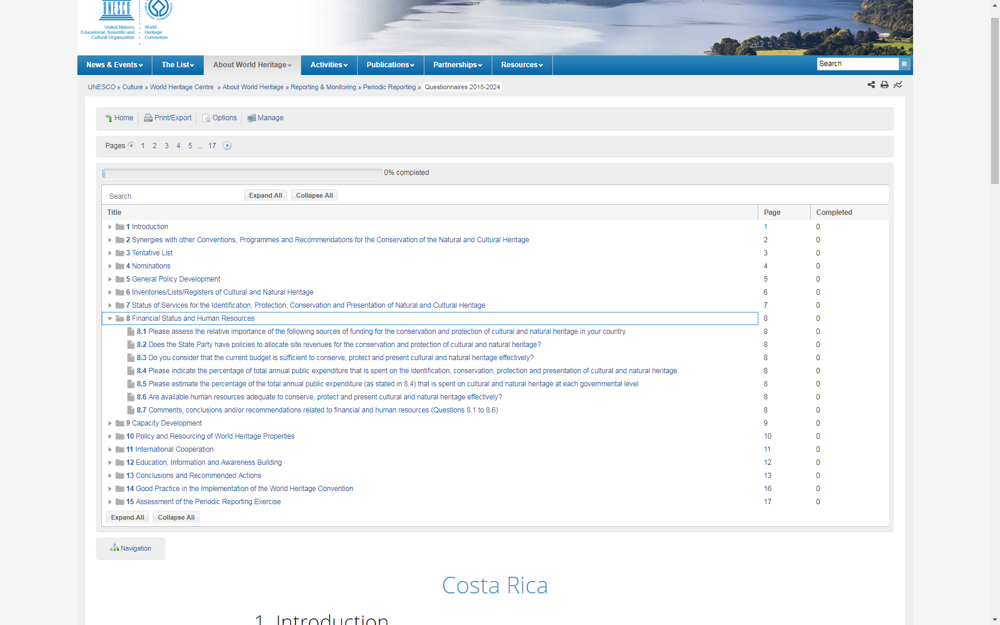 UNESCO
United Nations
Educational, Scientific and
Cultural Organization
World
Heritage
Convention
News & Events The List About World Heritage Activities Publications Partnerships Resources Search
UNESCO » Culture » World Heritage Centre » About World Heritage » Reporting & Monitoring » Periodic Reporting » Questionnaires 2018-2024
Home Print/Export Options Manage
Pages 1 2 3 4 5 ... 17
0% completed
Search Expand All Collapse All
Title Page Completed
1 Introduction 1 0
2 Synergies with other Conventions, Programmes and Recommendations for the Conservation of the Natural and Cultural Heritage 2 0
3 Tentative List 3 0
4 Nominations 4 0
5 General Policy Development 5 0
6 Inventories/Lists/Registers of Cultural and Natural Heritage 6 0
7 Status of Services for the Identification, Protection, Conservation and Presentation of Natural and Cultural Heritage 7 0
8 Financial Status and Human Resources 8 0
8.1 Please assess the relative importance of the following sources of funding for the conservation and protection of cultural and natural heritage in your country. 8 0
8.2 Does the State Party have policies to allocate site revenues for the conservation and protection of cultural and natural heritage? 8 0
8.3 Do you consider that the current budget is sufficient to conserve, protect and present cultural and natural heritage effectively? 8 0
8.4 Please indicate the percentage of total annual public expenditure that is spent on the identification, conservation, protection and presentation of cultural and natural heritage 8 0
8.5 Please estimate the percentage of the total annual public expenditure (as stated in 8.4) that is spent on cultural and natural heritage at each governmental level 8 0
8.6 Are available human resources adequate to conserve, protect and present cultural and natural heritage effectively? 8 0
8.7 Comments, conclusions and/or recommendations related to financial and human resources (Questions 8.1 to 8.6) 8 0
9 Capacity Development 9 0
10 Policy and Resourcing of World Heritage Properties 10 0
11 International Cooperation 11 0
12 Education, Information and Awareness Building 12 0
13 Conclusions and Recommended Actions 13 0
14 Good Practice in the Implementation of the World Heritage Convention 16 0
15 Assessment of the Periodic Reporting Exercise 17 0
Expand All Collapse All
Navigation
Costa Rica
1. Introduction